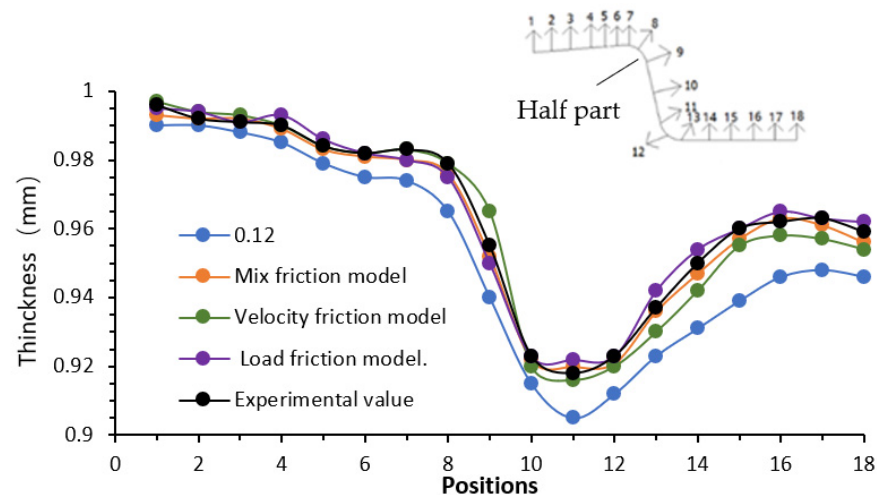 1 2 3 4 5 6 7 8
9
10
11
12
13 14 15 16 17 18
Half part
Thinckness (mm)
1
0.98
0.96
0.94
0.92
0.9
0.12
Mix friction model
Velocity friction model
Load friction model.
Experimental value
0 2 4 6 8 10 12 14 16 18
Positions